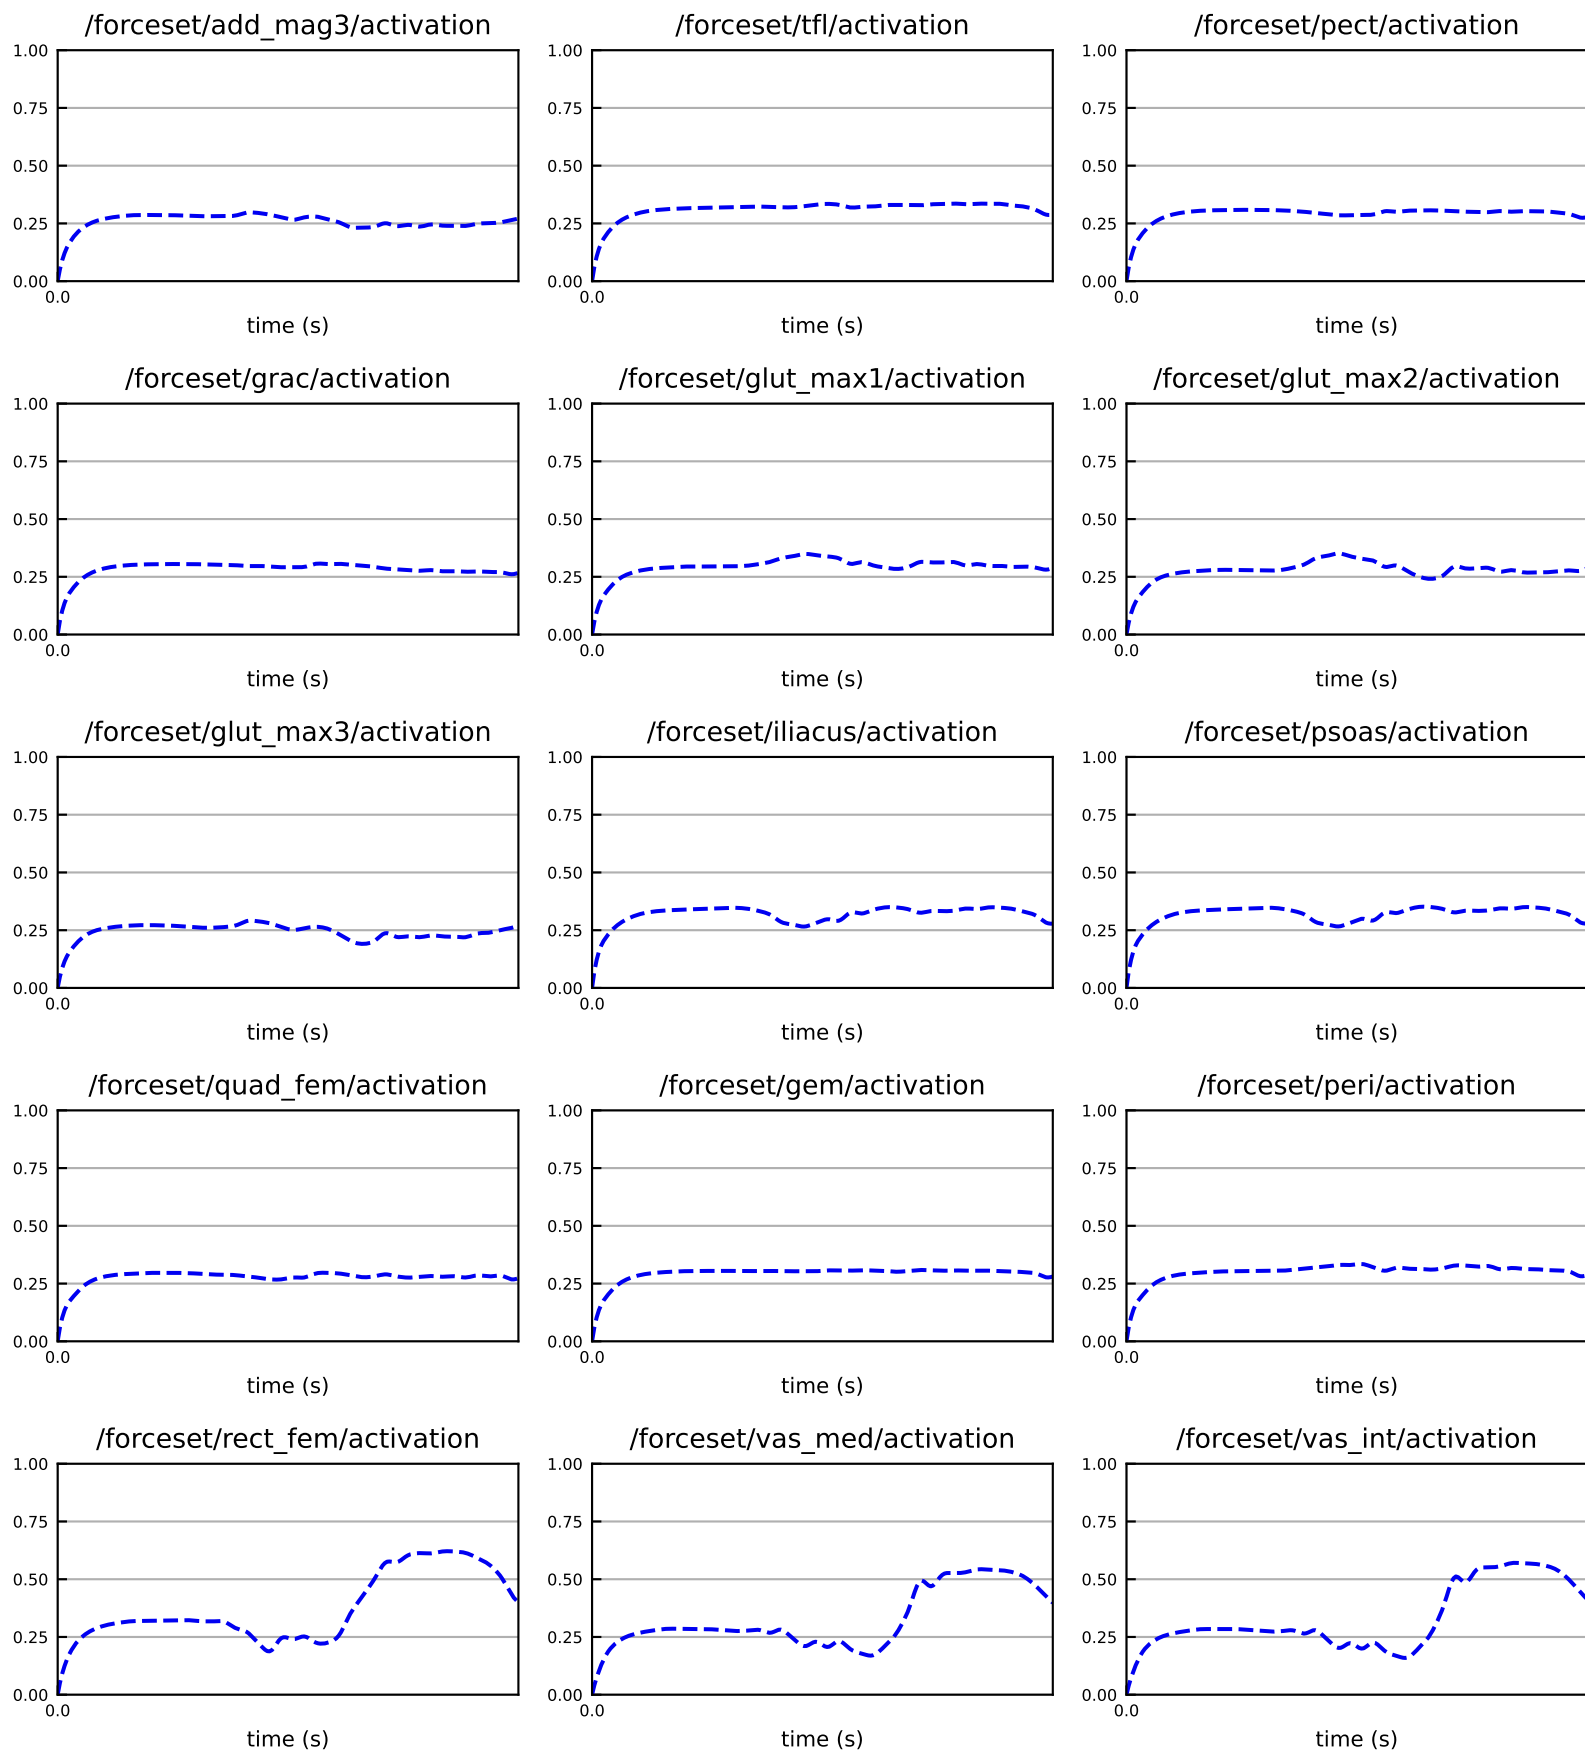 /forceset/add_mag3/activation /forceset/tfl/activation /forceset/pect/activation
1.00 1.00 1.00
0.75 0.75 0.75
0.50 0.50 0.50
0.25 0.25 0.25
0.00 0.00 0.00
0.0 0.0 0.0
time (s) time (s) time (s)
/forceset/grac/activation /forceset/glut_max1/activation /forceset/glut_max2/activation
1.00 1.00 1.00
0.75 0.75 0.75
0.50 0.50 0.50
0.25 0.25 0.25
0.00 0.00 0.00
0.0 0.0 0.0
time (s) time (s) time (s)
/forceset/glut_max3/activation /forceset/iliacus/activation /forceset/psoas/activation
1.00 1.00 1.00
0.75 0.75 0.75
0.50 0.50 0.50
0.25 0.25 0.25
0.00 0.00 0.00
0.0 0.0 0.0
time (s) time (s) time (s)
/forceset/quad_fem/activation /forceset/gem/activation /forceset/peri/activation
1.00 1.00 1.00
0.75 0.75 0.75
0.50 0.50 0.50
0.25 0.25 0.25
0.00 0.00 0.00
0.0 0.0 0.0
time (s) time (s) time (s)
/forceset/rect_fem/activation /forceset/vas_med/activation /forceset/vas_int/activation
1.00 1.00 1.00
0.75 0.75 0.75
0.50 0.50 0.50
0.25 0.25 0.25
0.00 0.00 0.00
0.0 0.0 0.0
time (s) time (s) time (s)